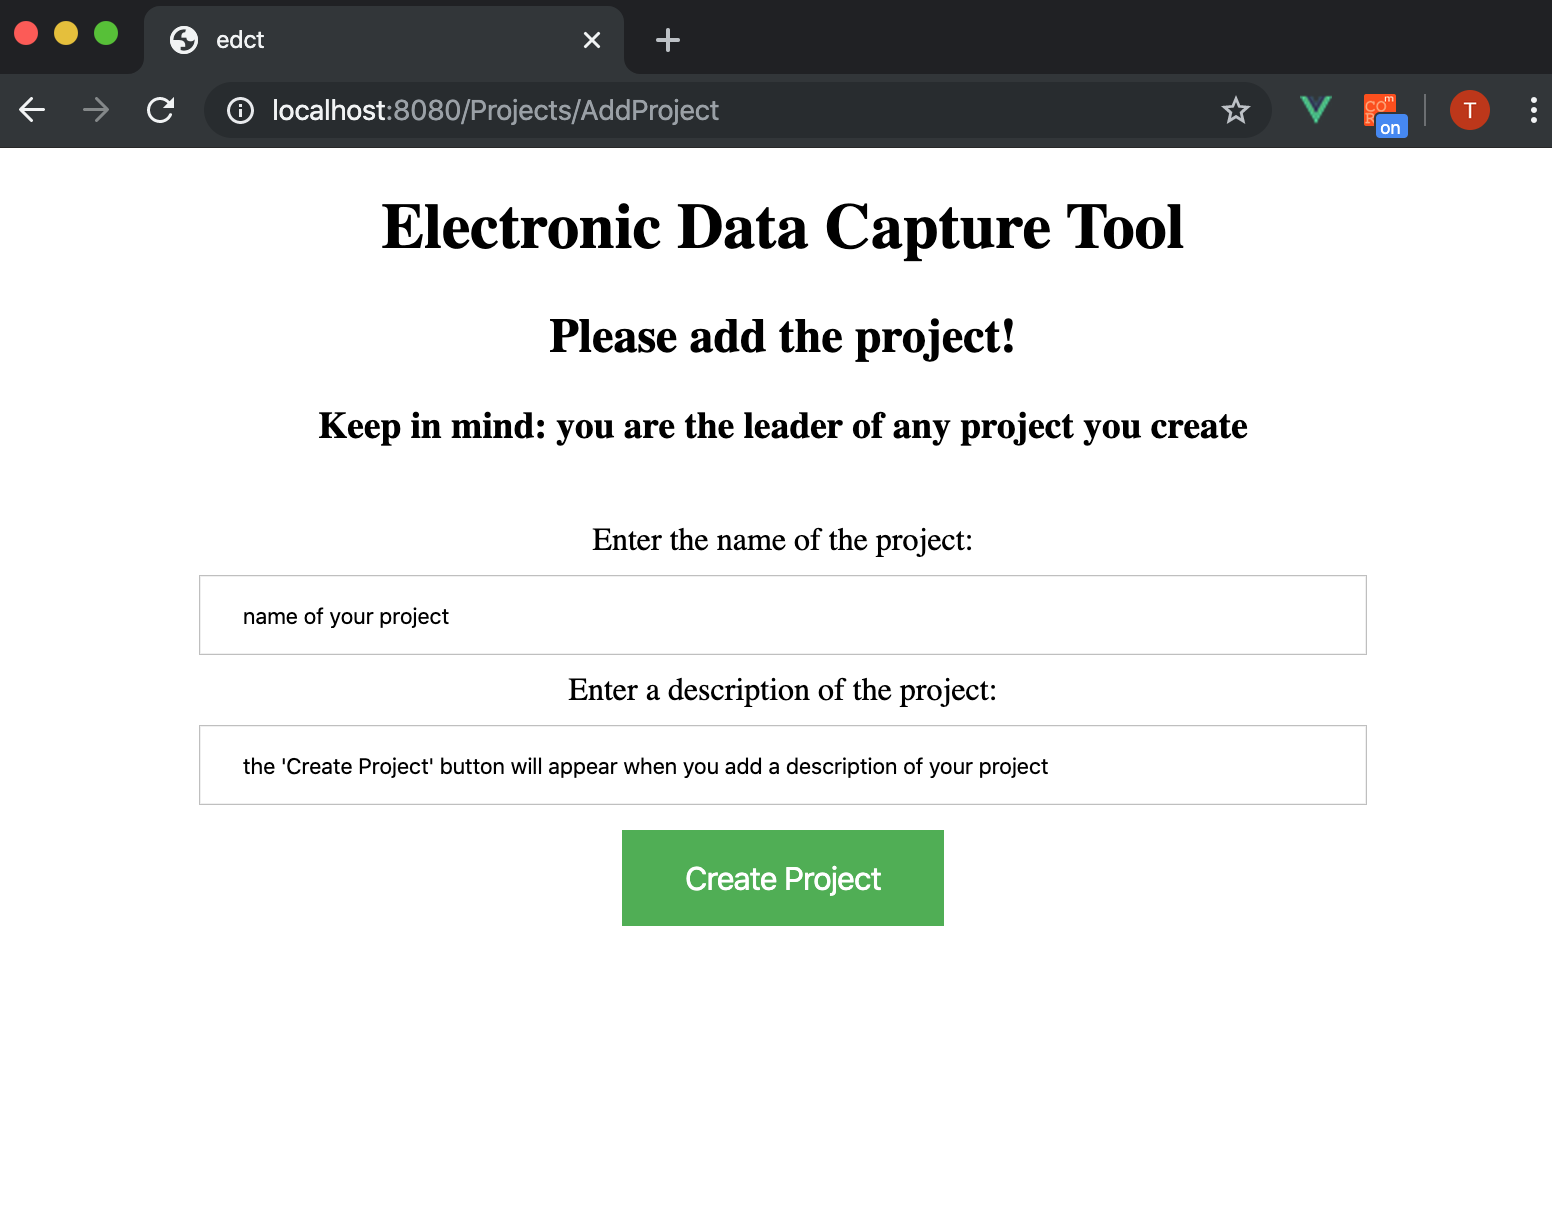 edct
localhost:8080/Projects/AddProject
on
T
Electronic Data Capture Tool
Please add the project!
Keep in mind: you are the leader of any project you create
Enter the name of the project:
name of your project
Enter a description of the project:
the 'Create Project' button will appear when you add a description of your project
Create Project